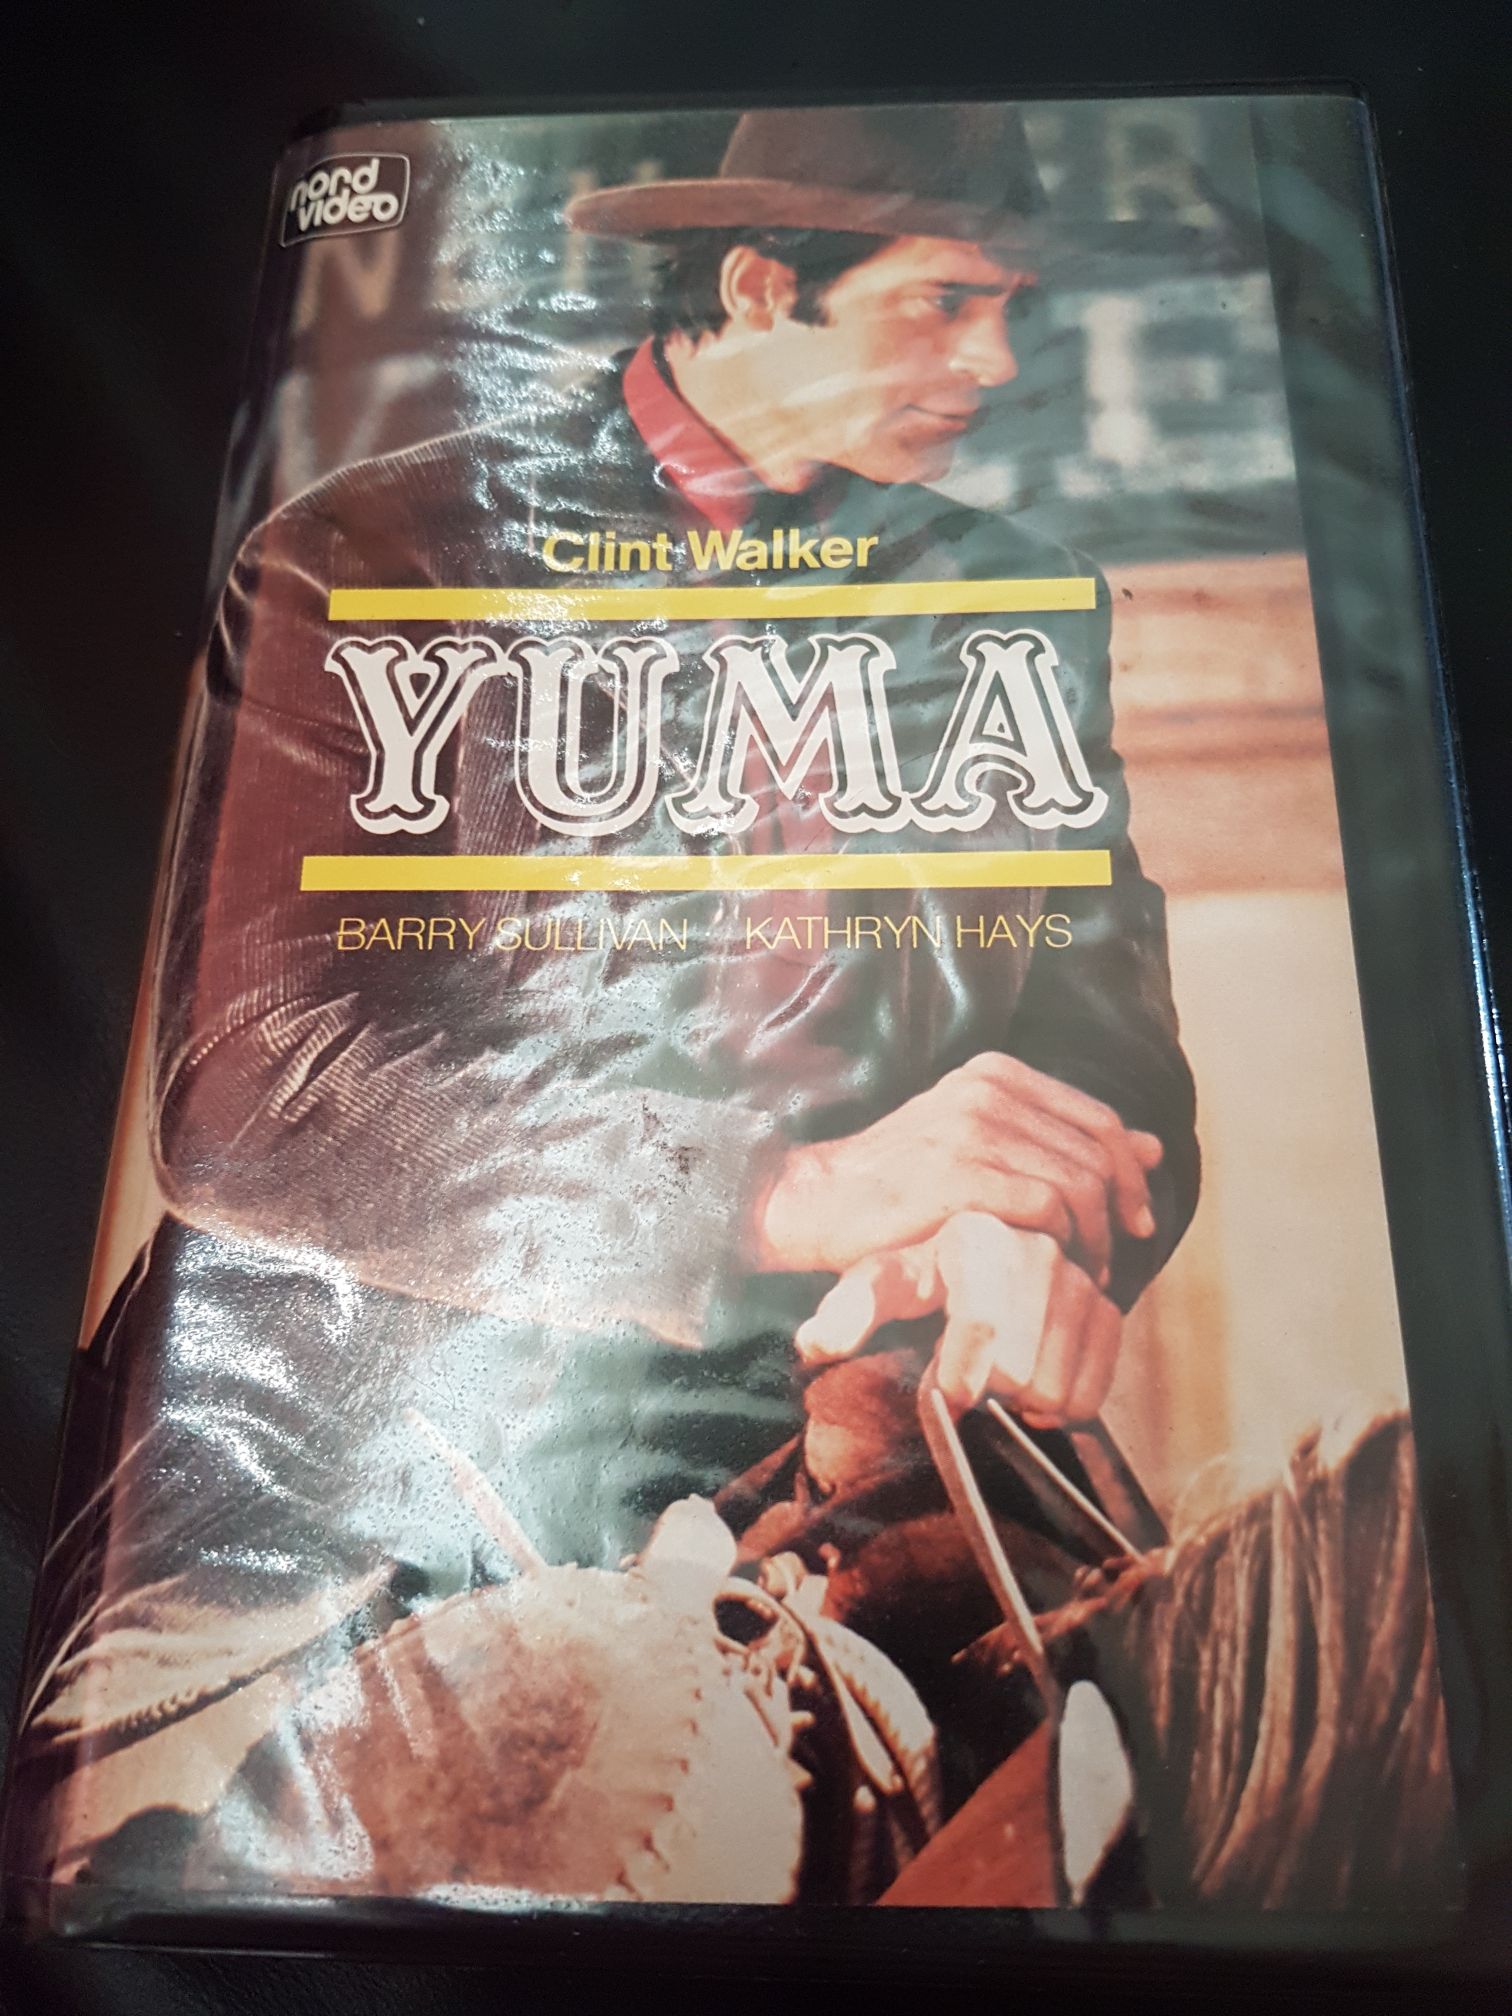 nord
video
Clint Walker
YUMA
BARRY SULLIVAN · KATHRYN HAYS